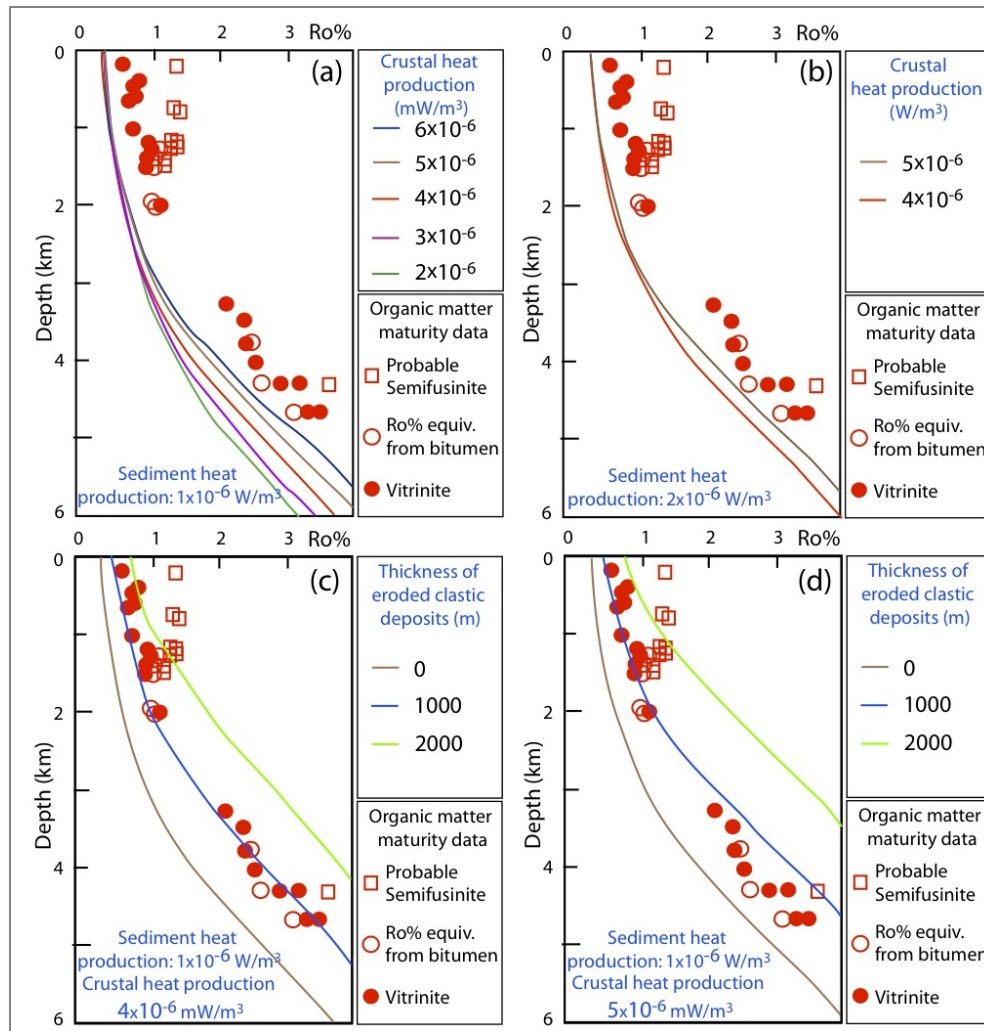 0 1 2 3 Ro%
0
2
4
6
Depth (km)
(a)
Sediment heat
production: 1x10⁻⁶ W/m³
Crustal heat
production
(mW/m³)
6x10⁻⁶
5x10⁻⁶
4x10⁻⁶
3x10⁻⁶
2x10⁻⁶
Organic matter
maturity data
Probable
Semifusinite
Ro% equiv.
from bitumen
Vitrinite
0 1 2 3 Ro%
0
2
4
6
Depth (km)
(b)
Sediment heat
production: 2x10⁻⁶ W/m³
Crustal
heat production
(W/m³)
5x10⁻⁶
4x10⁻⁶
Organic matter
maturity data
Probable
Semifusinite
Ro% equiv.
from bitumen
Vitrinite
0 1 2 3 Ro%
0
2
4
6
Depth (km)
(c)
Sediment heat
production: 1x10⁻⁶ W/m³
Crustal heat production
4x10⁻⁶ mW/m³
Thickness of
eroded clastic
deposits (m)
0
1000
2000
Organic matter
maturity data
Probable
Semifusinite
Ro% equiv.
from bitumen
Vitrinite
0 1 2 3 Ro%
0
2
4
6
Depth (km)
(d)
Sediment heat
production: 1x10⁻⁶ W/m³
Crustal heat production
5x10⁻⁶ mW/m³
Thickness of
eroded clastic
deposits (m)
0
1000
2000
Organic matter
maturity data
Probable
Semifusinite
Ro% equiv.
from bitumen
Vitrinite